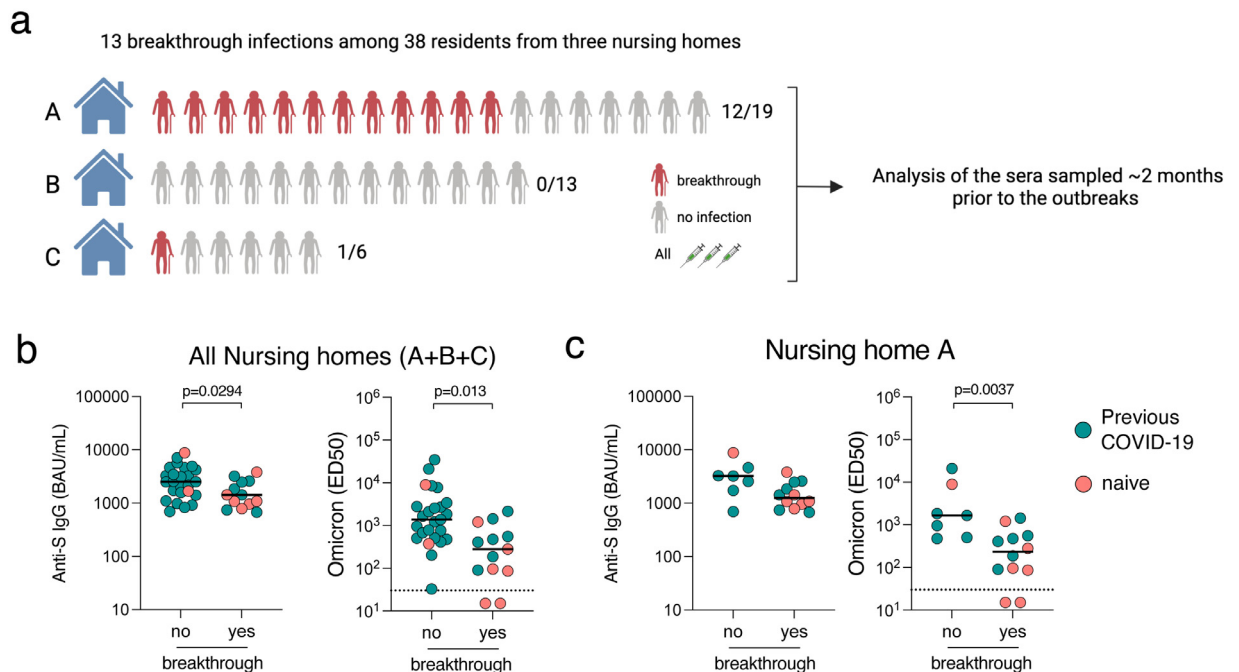 a
13 breakthrough infections among 38 residents from three nursing homes
A
12/19
B
0/13
C
1/6
breakthrough
no infection
All
Analysis of the sera sampled ~2 months
prior to the outbreaks
b
All Nursing homes (A+B+C)
Anti-S IgG (BAU/mL)
100000
10000
1000
100
10
p=0.0294
no
yes
breakthrough
Omicron (ED50)
10⁶
10⁵
10⁴
10³
10²
10¹
p=0.013
no
yes
breakthrough
c
Nursing home A
Anti-S IgG (BAU/mL)
100000
10000
1000
100
10
no
yes
breakthrough
Omicron (ED50)
10⁶
10⁵
10⁴
10³
10²
10¹
p=0.0037
no
yes
breakthrough
Previous
COVID-19
naive